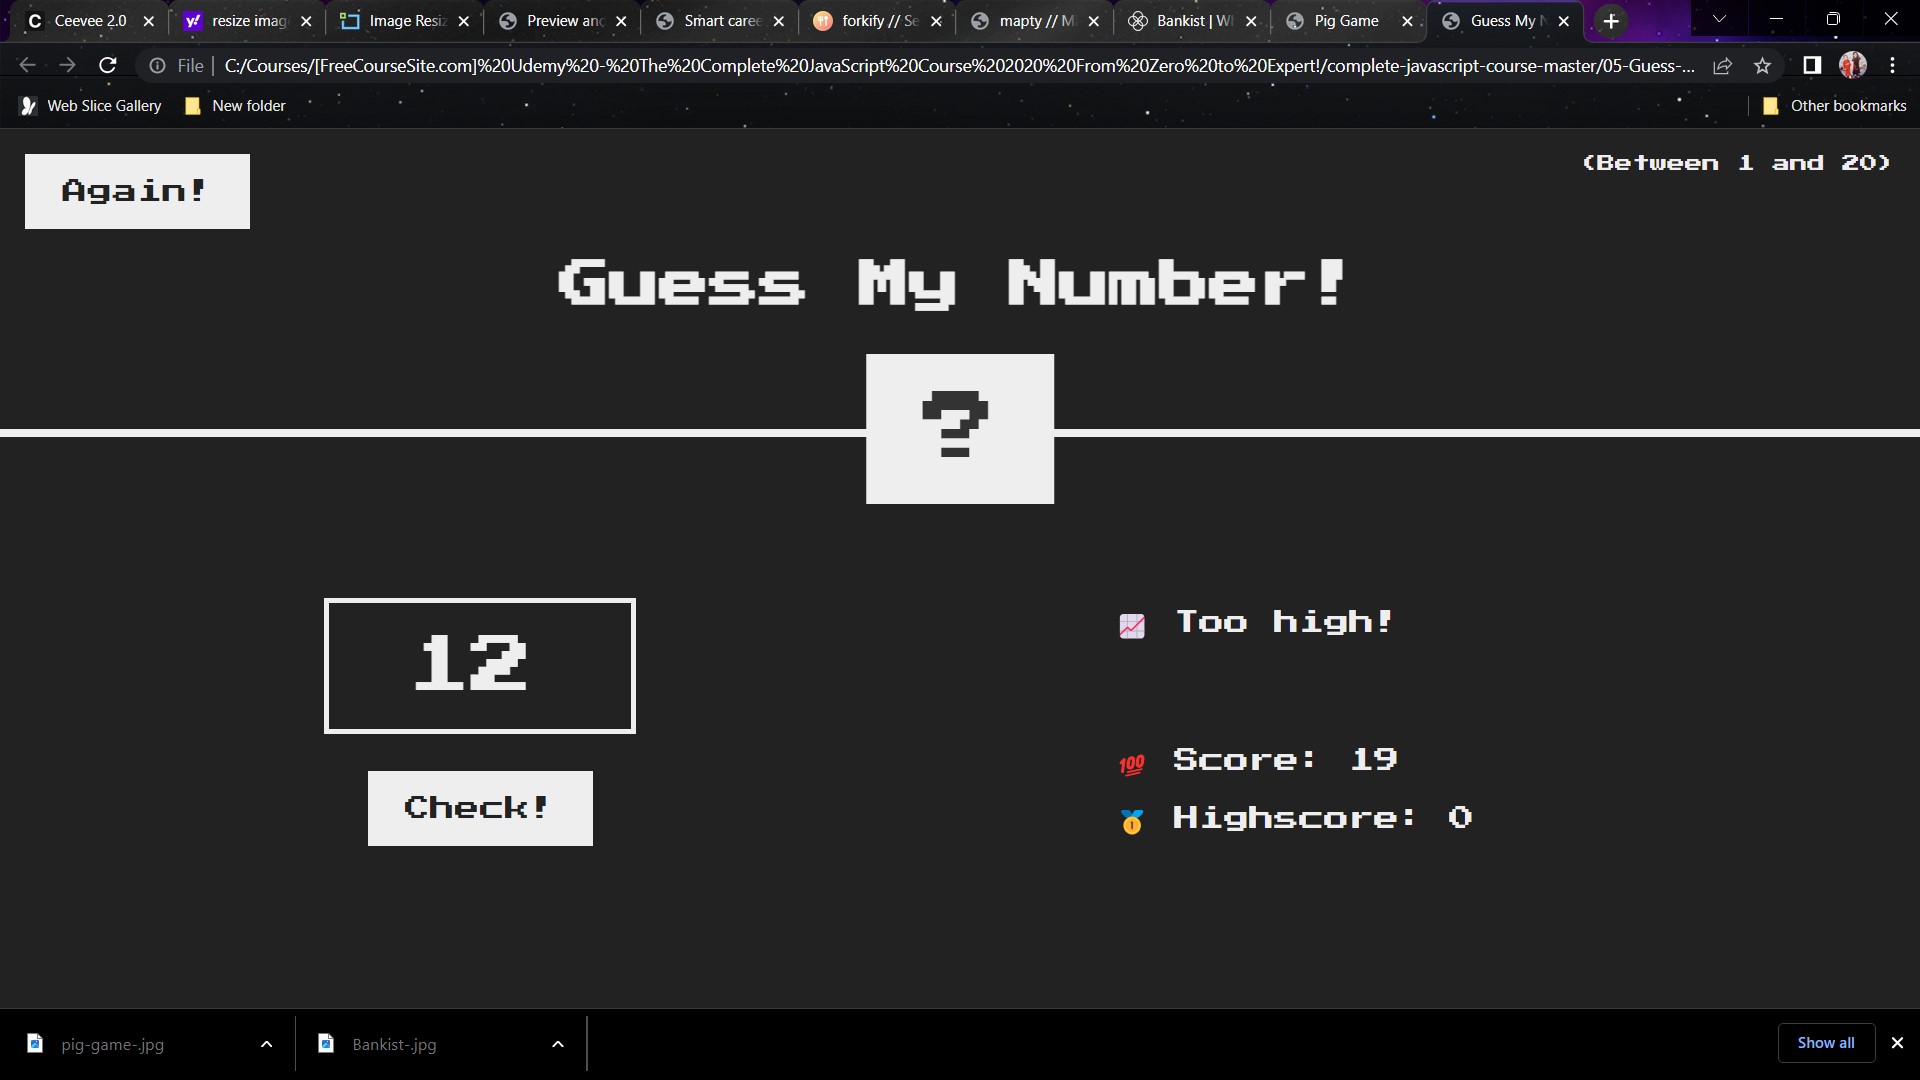 Ceevee 2.0
resize imag
Image Resiz
Preview and
Smart caree
forkify // Se
mapty // M
Bankist | W
Pig Game
Guess My N
File
C:/Courses/[FreeCourseSite.com]%20Udemy%20-%20The%20Complete%20JavaScript%20Course%202020%20From%20Zero%20to%20Expert!/complete-javascript-course-master/05-Guess-...
Web Slice Gallery
New folder
Other bookmarks
Again!
(Between 1 and 20)
Guess My Number!
?
12
📈 Too high!
Check!
💯 Score: 19
🥇 Highscore: 0
pig-game-.jpg
Bankist-.jpg
Show all